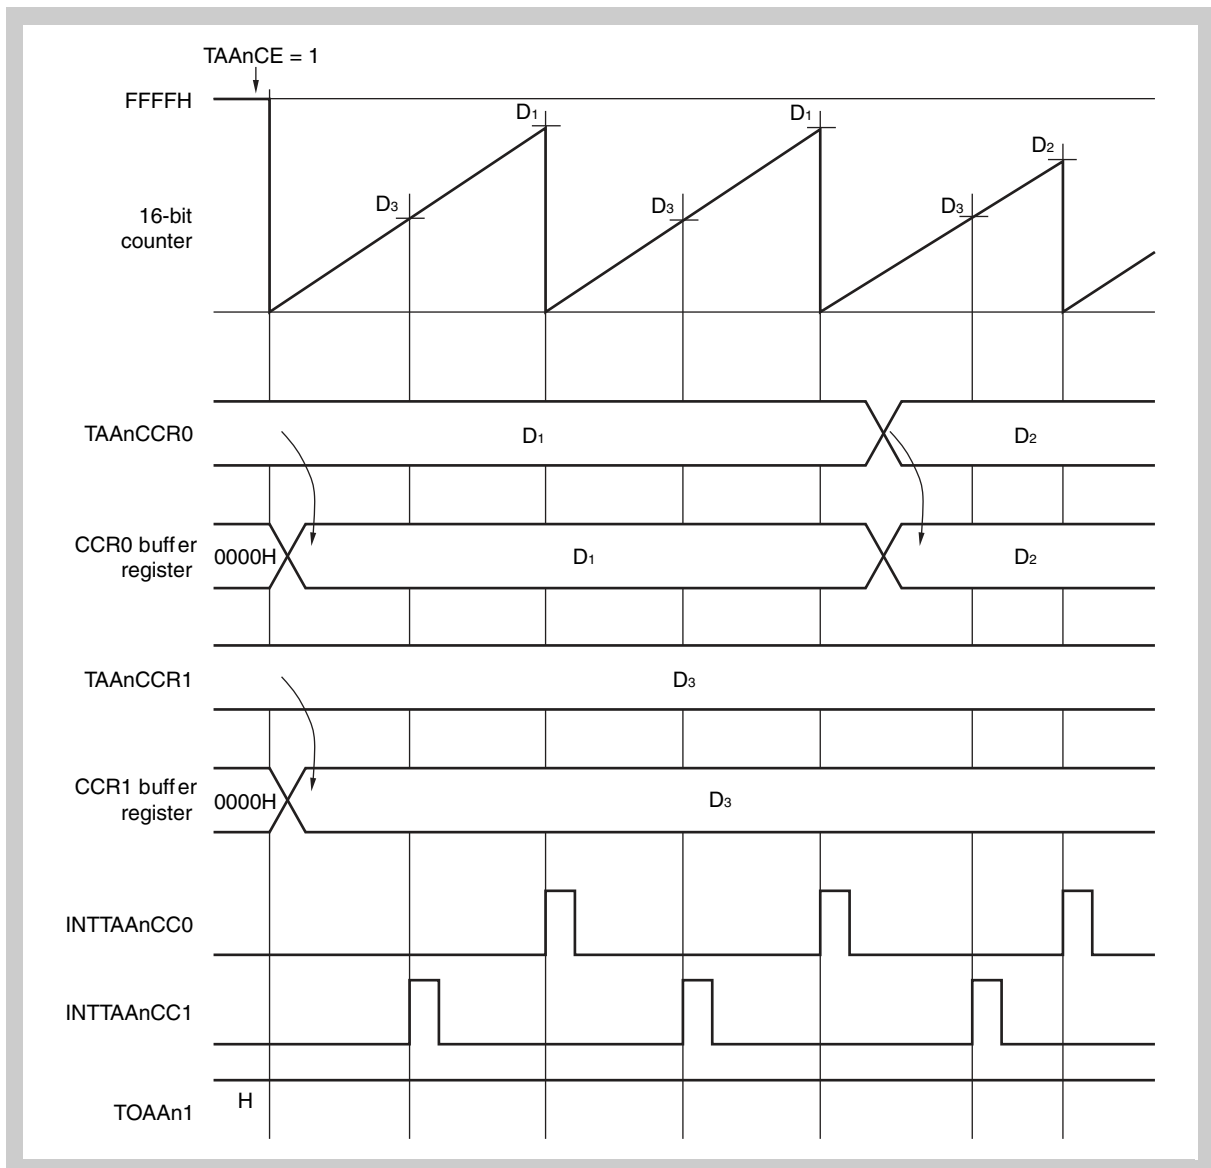 TAAnCE = 1
FFFFH
D1
D1
D2
D3
D3
D3
16-bit
counter
TAAnCCR0
D1
D2
CCR0 buffer
register
0000H
D1
D2
TAAnCCR1
D3
CCR1 buffer
register
0000H
D3
INTTAAnCC0
INTTAAnCC1
H
TOAAn1